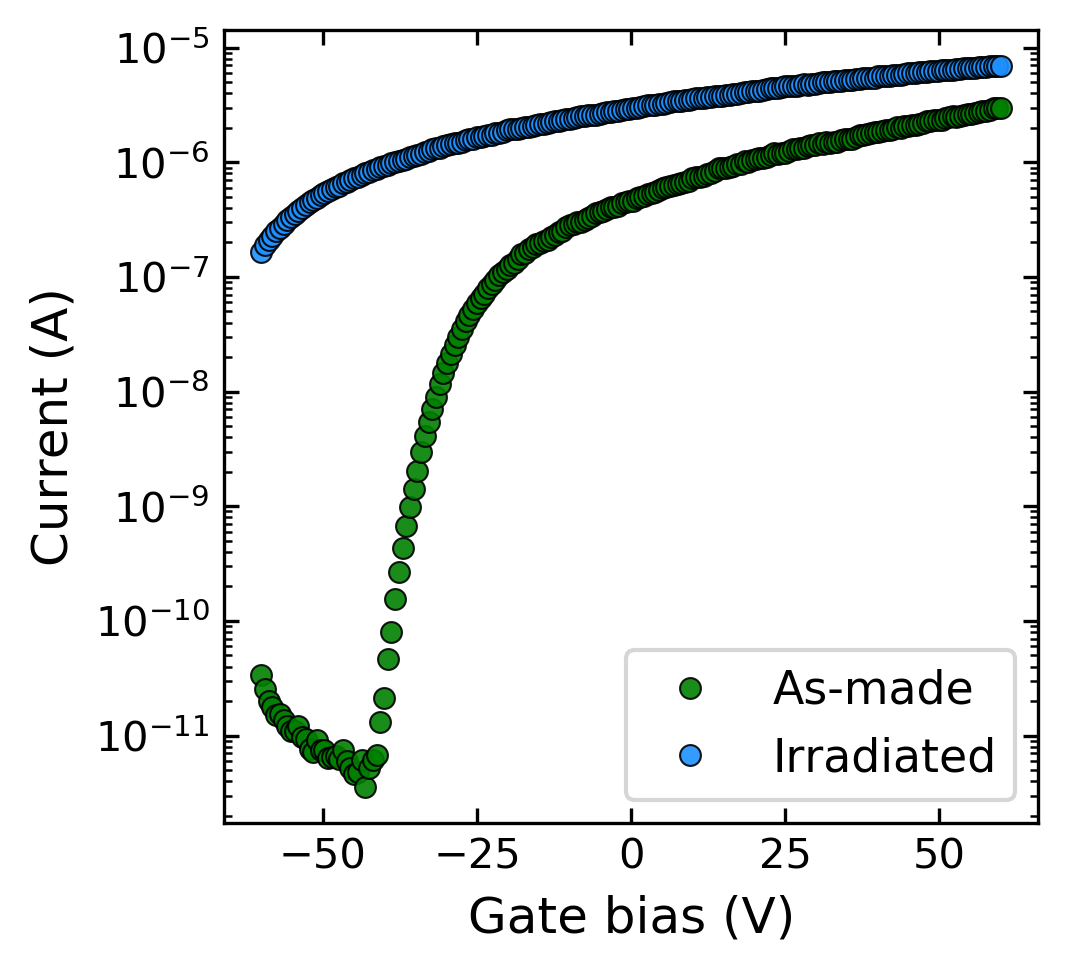 10⁻⁵
10⁻⁶
10⁻⁷
10⁻⁸
10⁻⁹
10⁻¹⁰
10⁻¹¹
Current (A)
As-made
Irradiated
−50 −25 0 25 50
Gate bias (V)